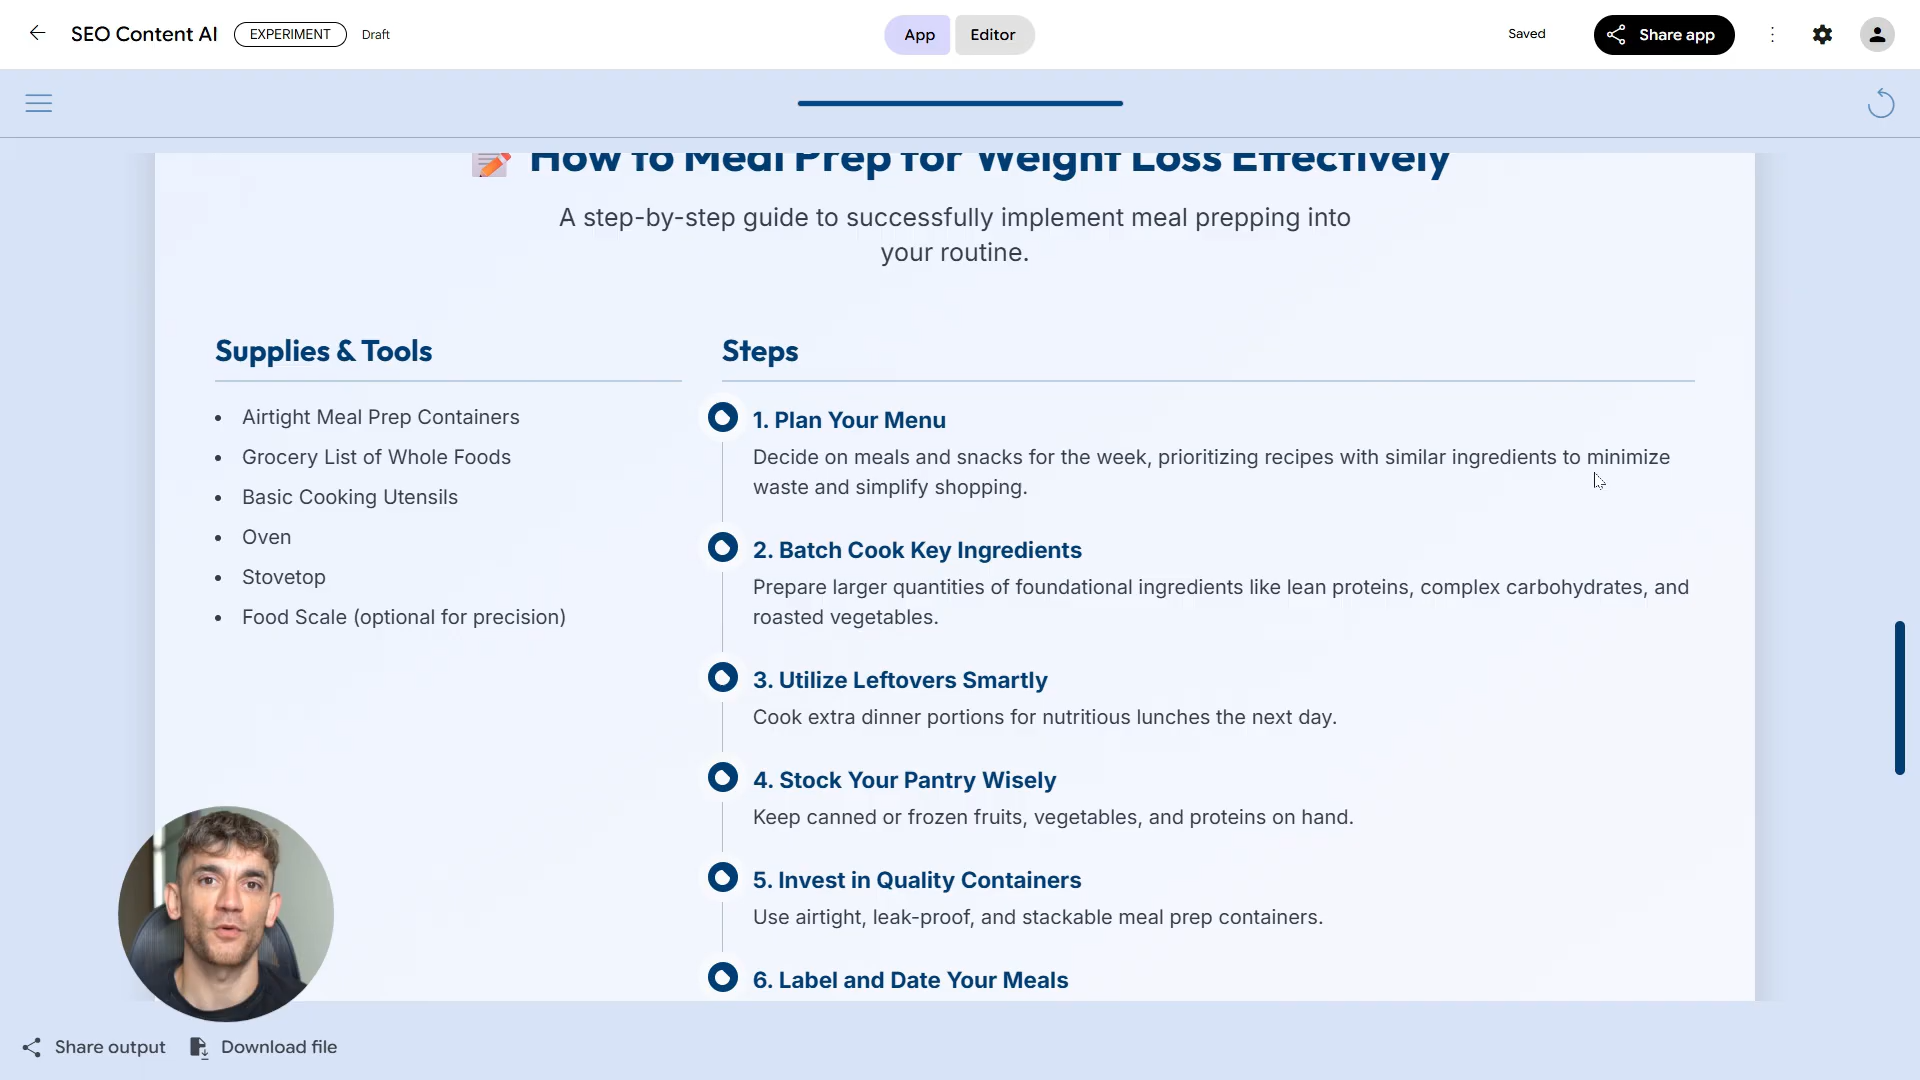 SEO Content AI
EXPERIMENT
Draft
App
Editor
Saved
Share app
How to Meal Prep for Weight Loss Effectively
A step-by-step guide to successfully implement meal prepping into
your routine.
Supplies & Tools
• Airtight Meal Prep Containers
• Grocery List of Whole Foods
• Basic Cooking Utensils
• Oven
• Stovetop
• Food Scale (optional for precision)
Steps
1. Plan Your Menu
Decide on meals and snacks for the week, prioritizing recipes with similar ingredients to minimize
waste and simplify shopping.
2. Batch Cook Key Ingredients
Prepare larger quantities of foundational ingredients like lean proteins, complex carbohydrates, and
roasted vegetables.
3. Utilize Leftovers Smartly
Cook extra dinner portions for nutritious lunches the next day.
4. Stock Your Pantry Wisely
Keep canned or frozen fruits, vegetables, and proteins on hand.
5. Invest in Quality Containers
Use airtight, leak-proof, and stackable meal prep containers.
6. Label and Date Your Meals
Share output
Download file